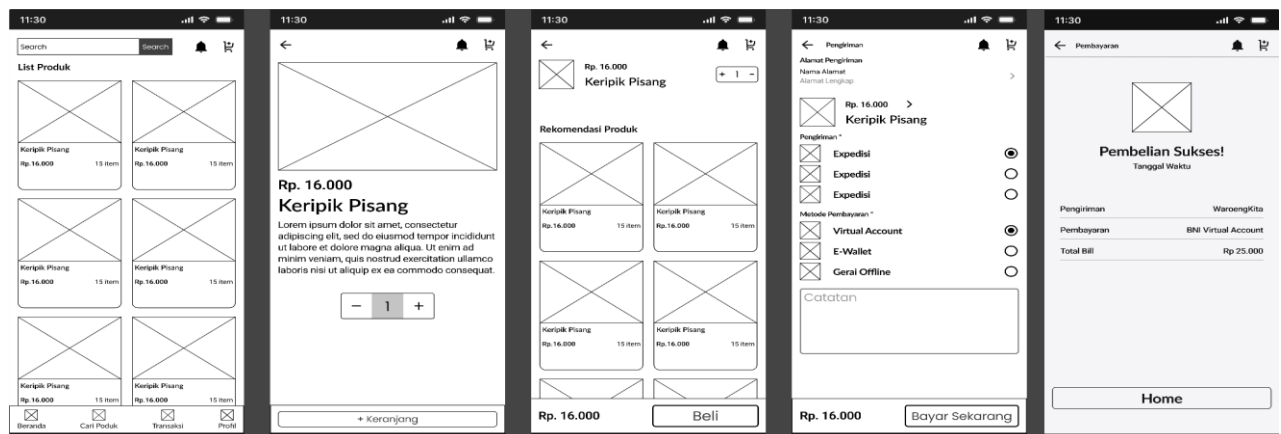 11:30
Search
Search
List Produk
Keripik Pisang
Rp.16.000
15 item
Keripik Pisang
Rp.16.000
15 item
Keripik Pisang
Rp.16.000
15 item
Keripik Pisang
Rp.16.000
15 item
Keripik Pisang
Rp.16.000
15 item
Keripik Pisang
Rp.16.000
15 item
Beranda
Cari Poduk
Transaksi
Profil
11:30
Rp. 16.000
Keripik Pisang
Lorem ipsum dolor sit amet, consectetur
adipiscing elit, sed do eiusmod tempor incididunt
ut labore et dolore magna aliqua. Ut enim ad
minim veniam, quis nostrud exercitation ullamco
laboris nisi ut aliquip ex ea commodo consequat.
− 1 +
+ Keranjang
11:30
Rp. 16.000
Keripik Pisang
+ 1 -
Rekomendasi Produk
Keripik Pisang
Rp.16.000
15 item
Keripik Pisang
Rp.16.000
15 item
Keripik Pisang
Rp.16.000
15 item
Keripik Pisang
Rp.16.000
15 item
Rp. 16.000
Beli
11:30
Pengiriman
Alamat Pengiriman
Nama Alamat
Alamat Lengkap
Rp. 16.000
Keripik Pisang
Pengiriman *
Expedisi
Expedisi
Expedisi
Metode Pembayaran *
Virtual Account
E-Wallet
Gerai Offline
Catatan
Rp. 16.000
Bayar Sekarang
11:30
Pembayaran
Pembelian Sukses!
Tanggal Waktu
Pengiriman WaroengKita
Pembayaran BNI Virtual Account
Total Bill Rp 25.000
Home